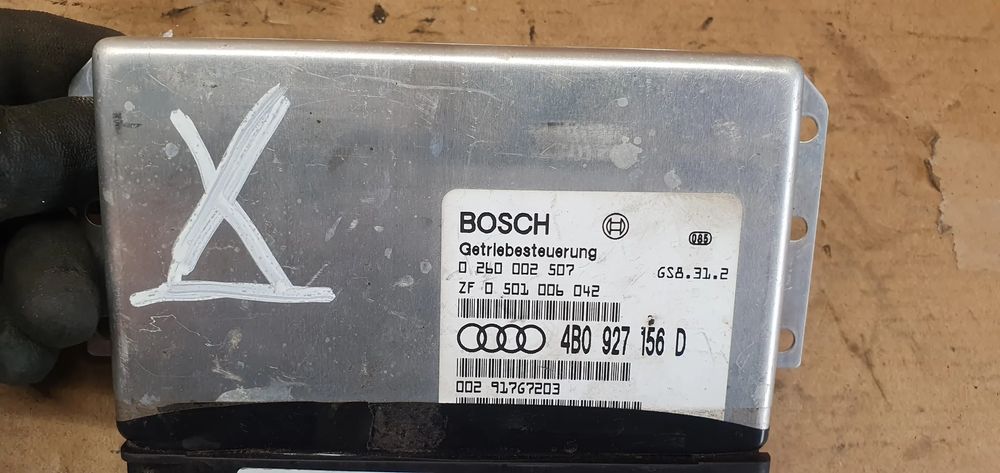 X
BOSCH
085
Getriebesteuerung
0 260 002 507
GS8.31.2
ZF 0 501 006 042
4B0 927 156 D
002 91767203